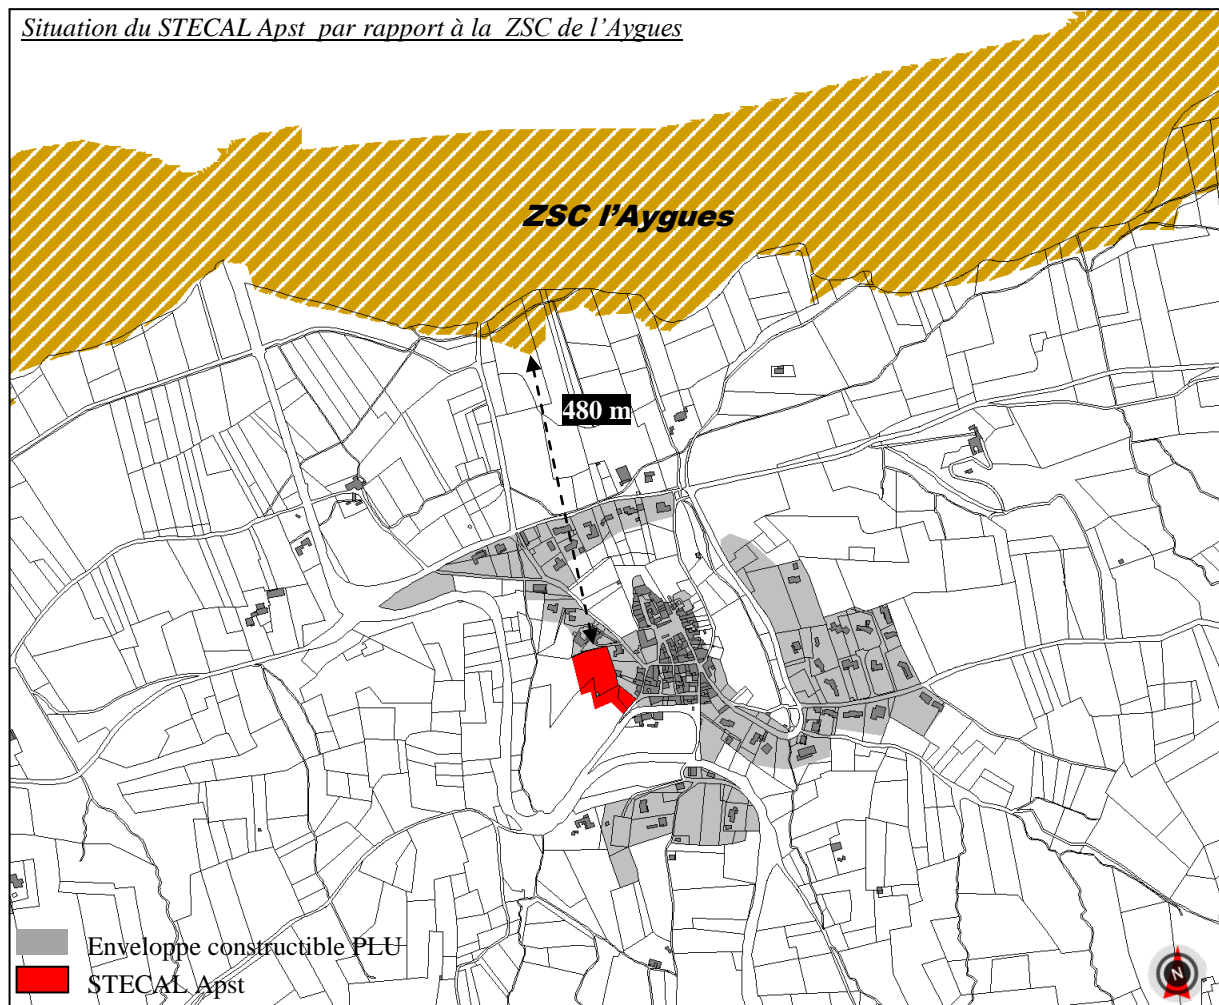 Situation du STECAL Apst par rapport à la ZSC de l'Aygues
ZSC l'Aygues
480 m
Enveloppe constructible PLU
STECAL Apst
N